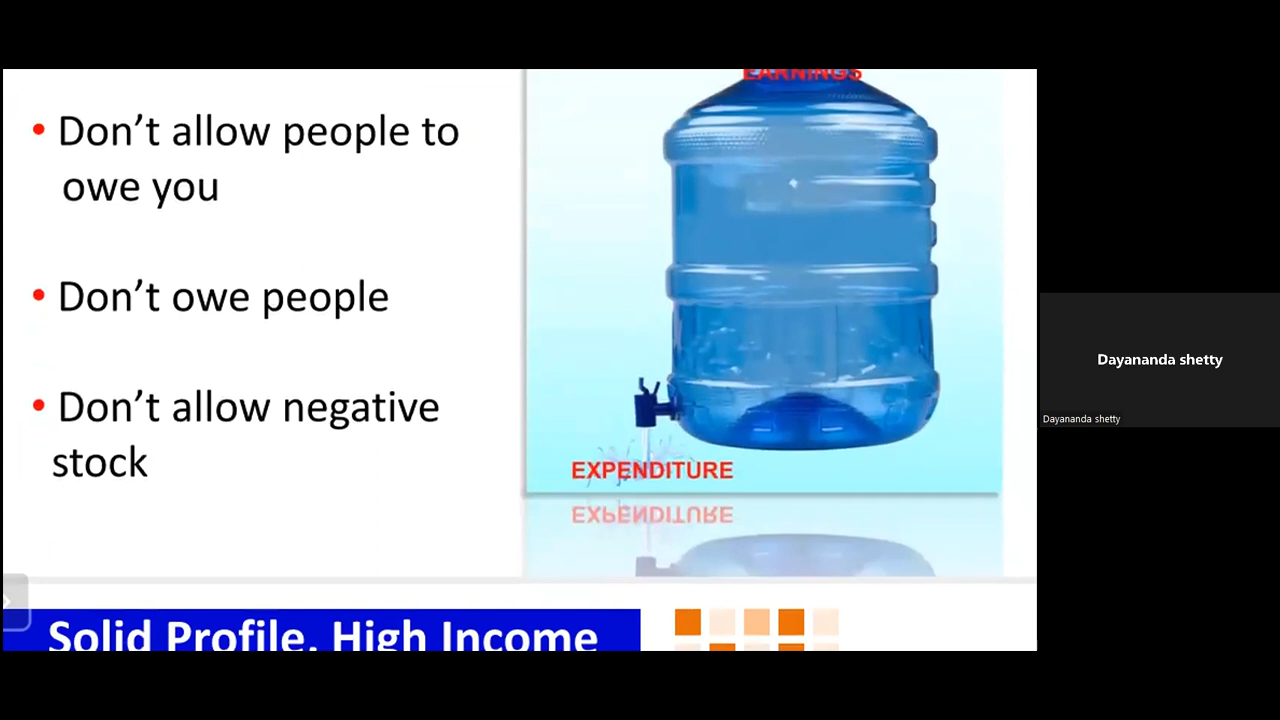 EARNINGS
• Don’t allow people to
owe you
• Don’t owe people
• Don’t allow negative
stock
EXPENDITURE
EXPENDITURE
Solid Profile. High Income
Dayananda shetty
Dayananda shetty